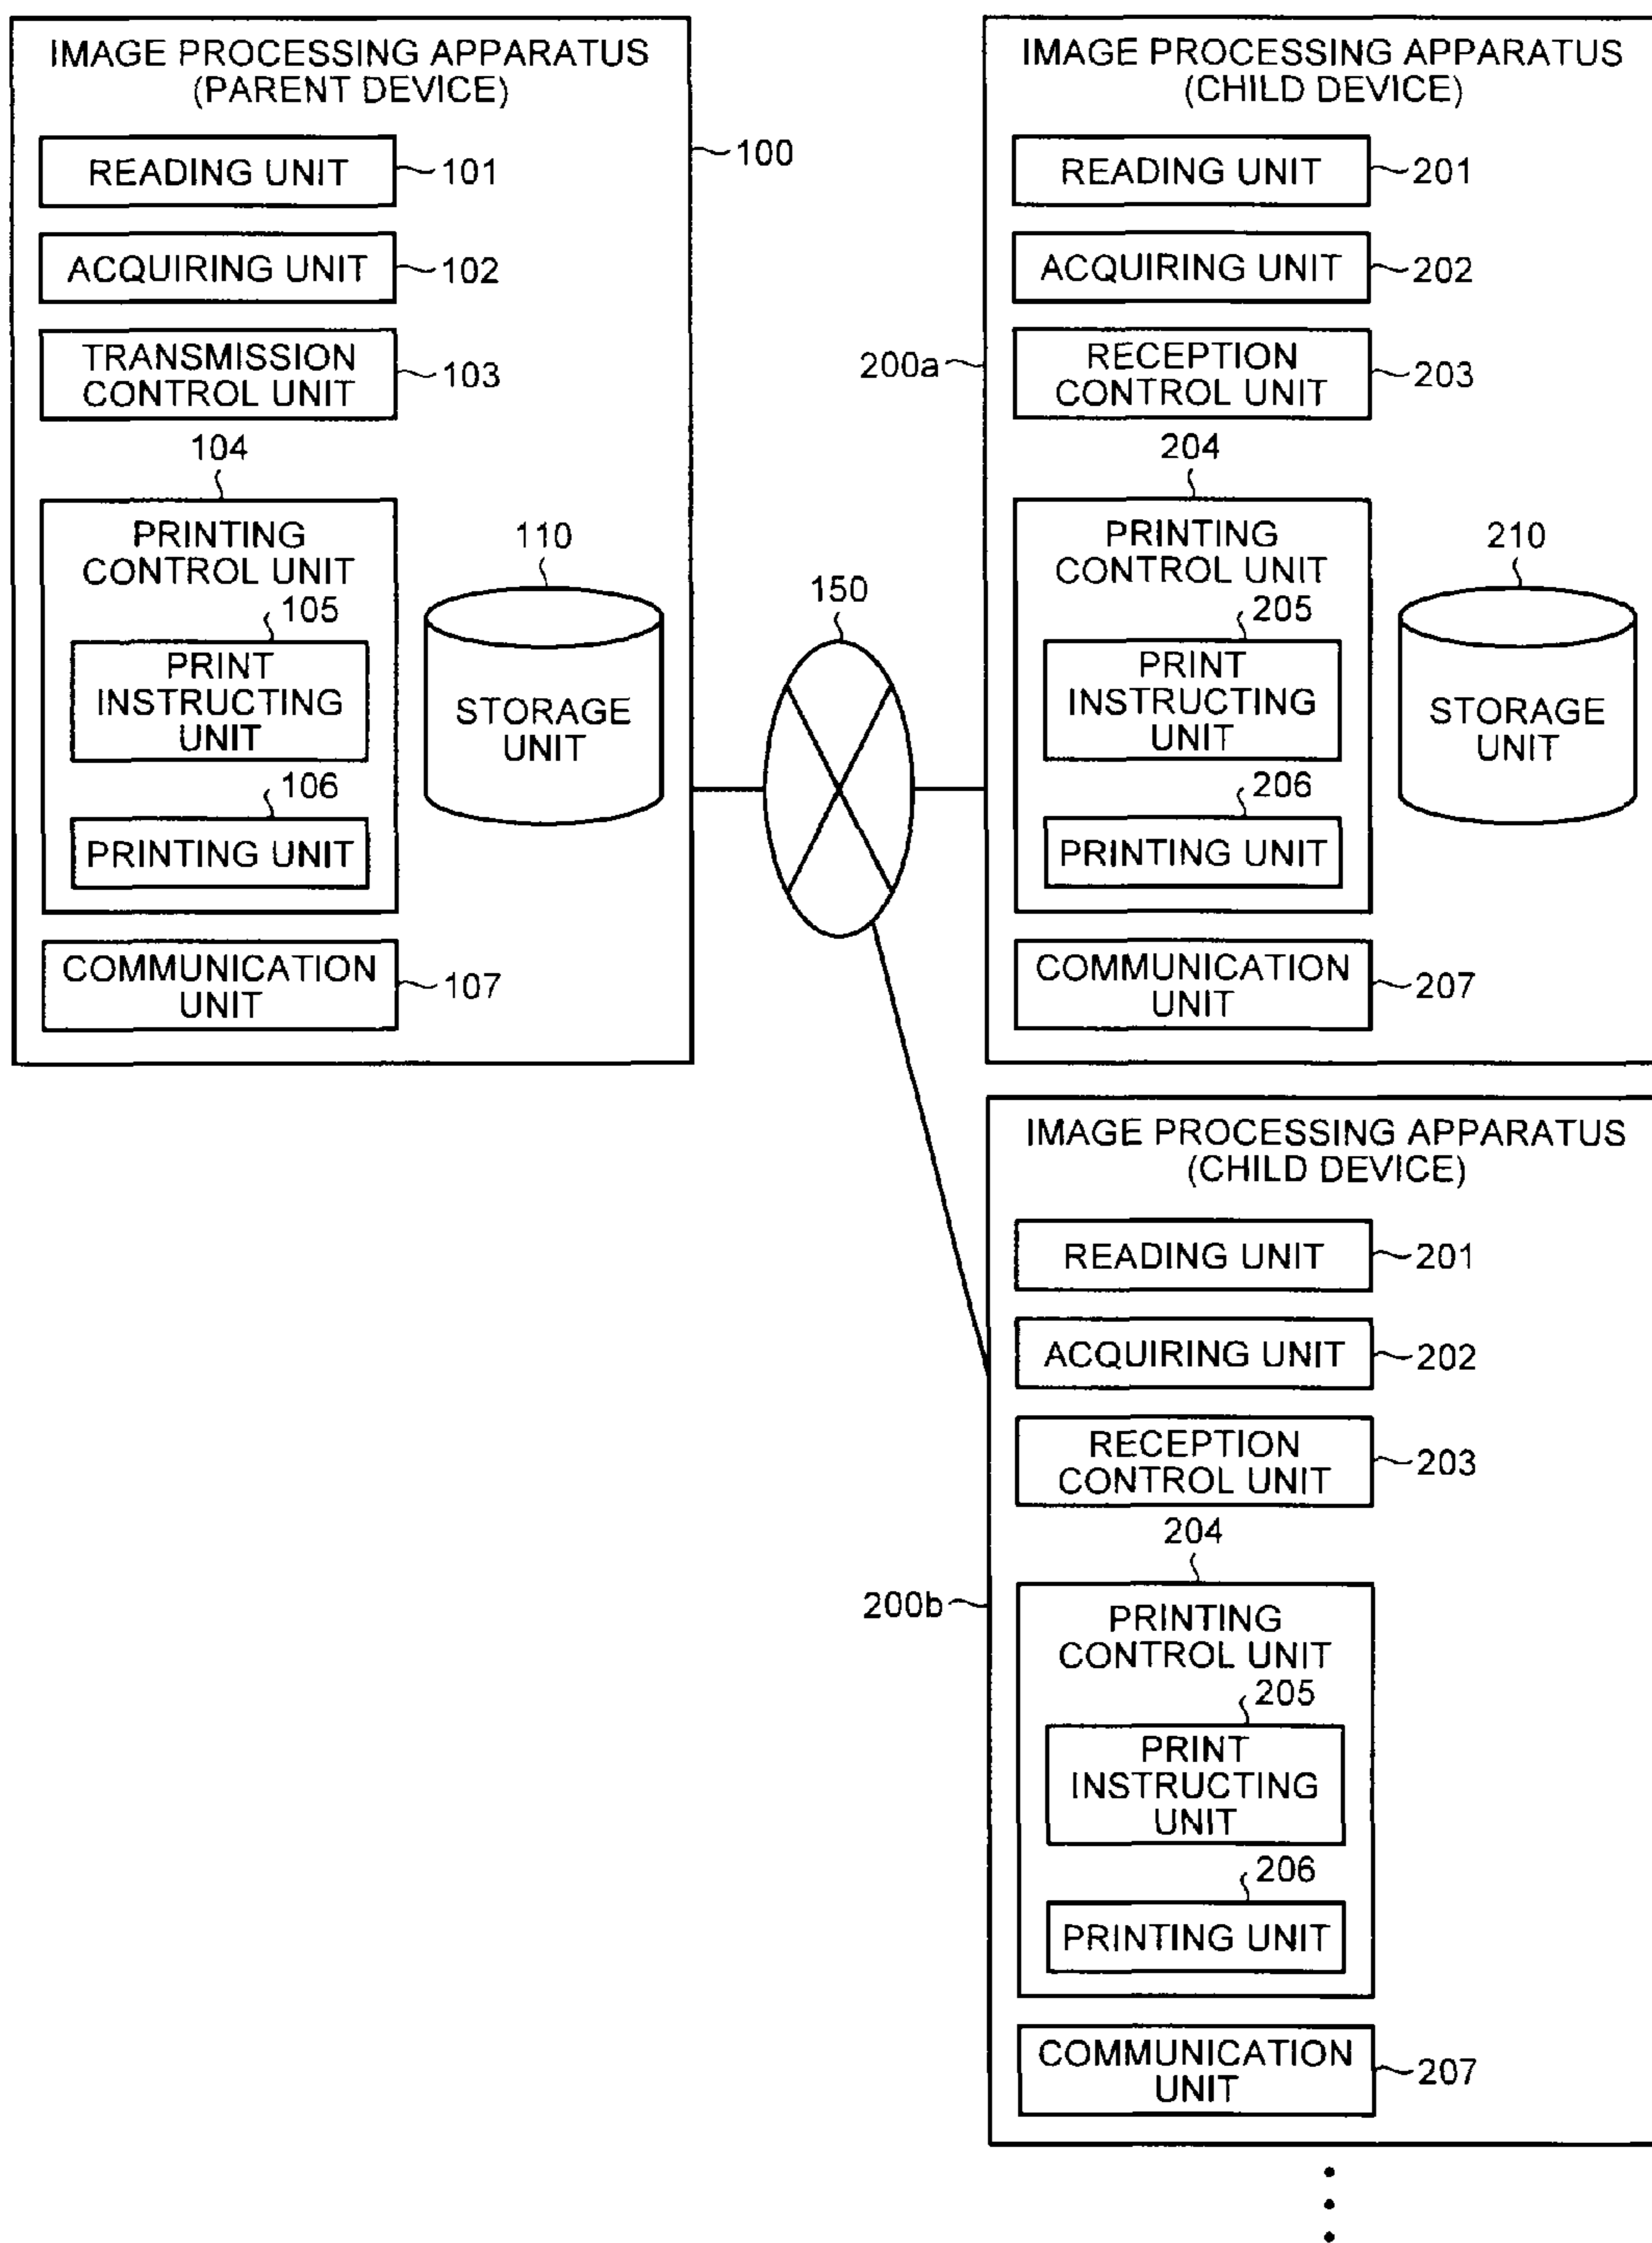 IMAGE PROCESSING APPARATUS
(PARENT DEVICE)
100
READING UNIT
101
ACQUIRING UNIT
102
TRANSMISSION
CONTROL UNIT
103
104
PRINTING
CONTROL UNIT
105
PRINT
INSTRUCTING
UNIT
106
PRINTING UNIT
110
STORAGE
UNIT
COMMUNICATION
UNIT
107
150
IMAGE PROCESSING APPARATUS
(CHILD DEVICE)
200a
READING UNIT
201
ACQUIRING UNIT
202
RECEPTION
CONTROL UNIT
203
204
PRINTING
CONTROL UNIT
205
PRINT
INSTRUCTING
UNIT
206
PRINTING UNIT
210
STORAGE
UNIT
COMMUNICATION
UNIT
207
IMAGE PROCESSING APPARATUS
(CHILD DEVICE)
200b
READING UNIT
201
ACQUIRING UNIT
202
RECEPTION
CONTROL UNIT
203
204
PRINTING
CONTROL UNIT
205
PRINT
INSTRUCTING
UNIT
206
PRINTING UNIT
COMMUNICATION
UNIT
207